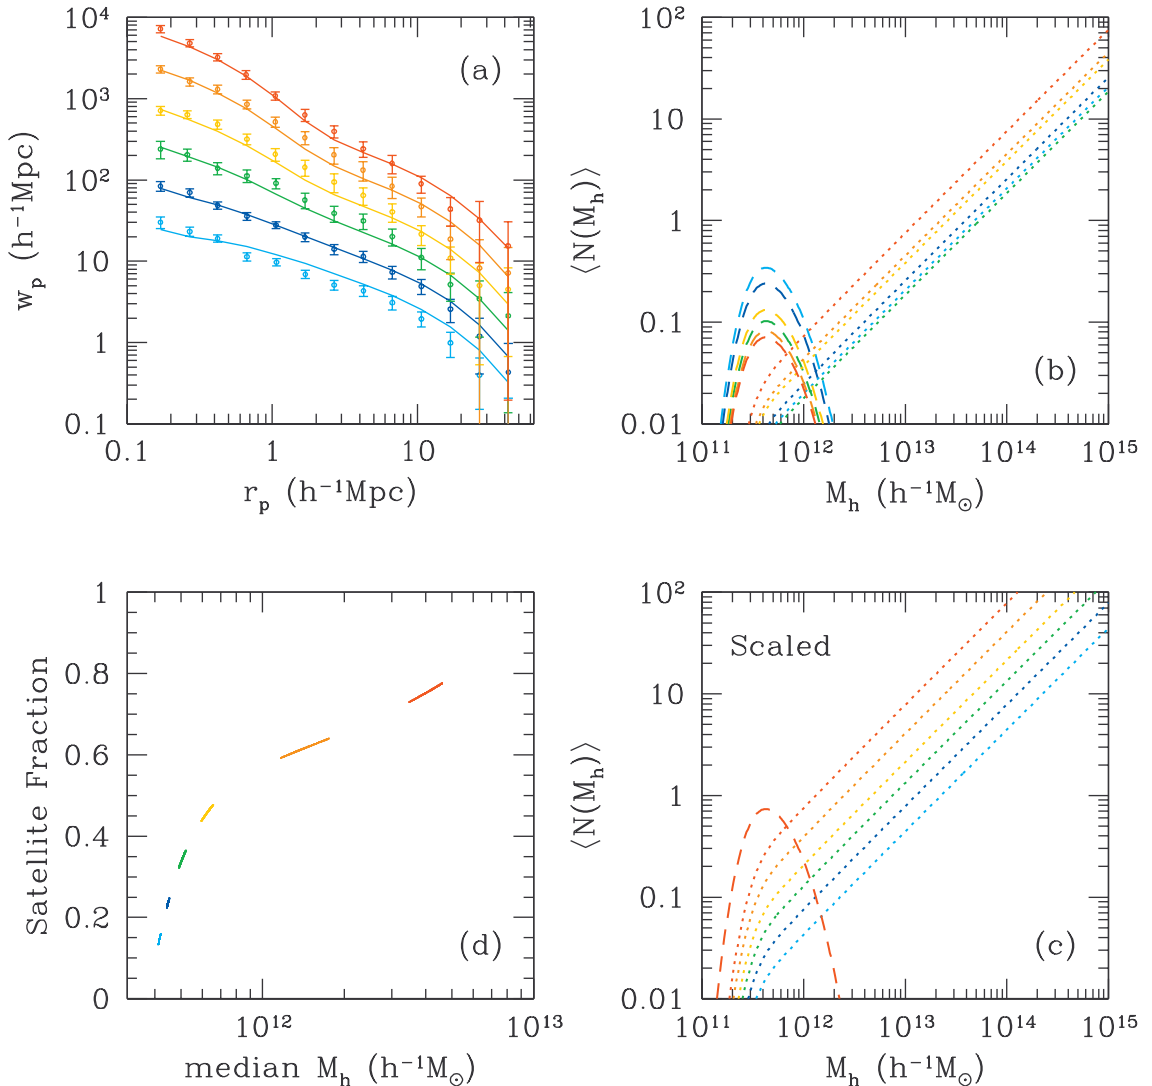 10⁴
10³
10²
10
1
0.1
w_p (h⁻¹Mpc)
(a)
0.1
1
10
r_p (h⁻¹Mpc)
10²
10
1
0.1
0.01
⟨N(M_h)⟩
(b)
10¹¹
10¹²
10¹³
10¹⁴
10¹⁵
M_h (h⁻¹M_⊙)
1
0.8
0.6
0.4
0.2
0
Satellite Fraction
(d)
10¹²
10¹³
median M_h (h⁻¹M_⊙)
10²
10
1
0.1
0.01
⟨N(M_h)⟩
Scaled
(c)
10¹¹
10¹²
10¹³
10¹⁴
10¹⁵
M_h (h⁻¹M_⊙)